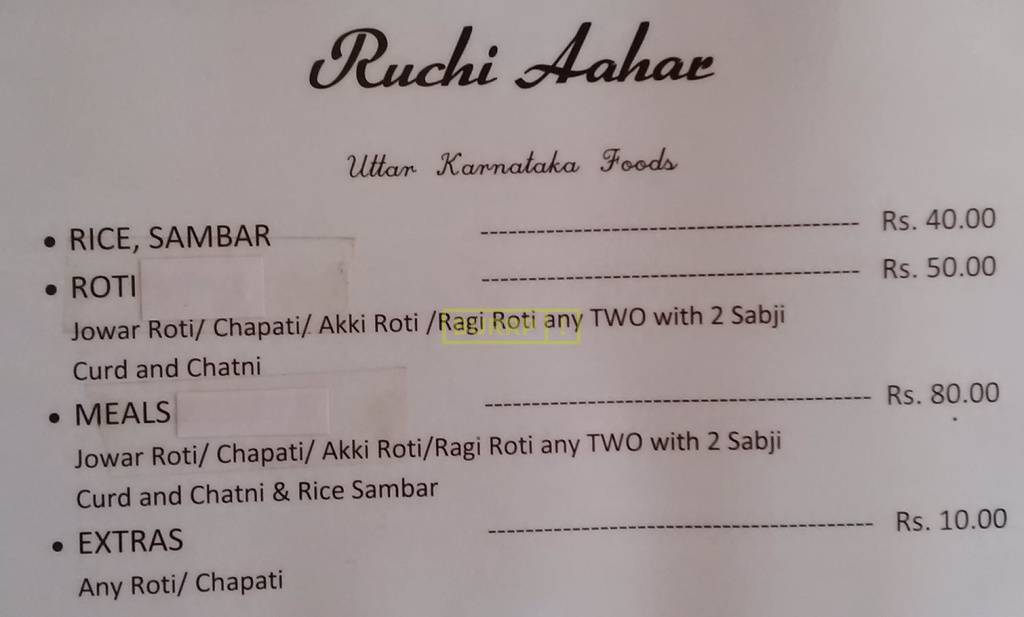 Ruchi Aahar
Uttar Karnataka Foods
• RICE, SAMBAR ---------------------------------------- Rs. 40.00
• ROTI ---------------------------------------- Rs. 50.00
Jowar Roti/ Chapati/ Akki Roti /Ragi Roti any TWO with 2 Sabji
Curd and Chatni
• MEALS ---------------------------------------- Rs. 80.00
Jowar Roti/ Chapati/ Akki Roti/Ragi Roti any TWO with 2 Sabji
Curd and Chatni & Rice Sambar
• EXTRAS ---------------------------------------- Rs. 10.00
Any Roti/ Chapati